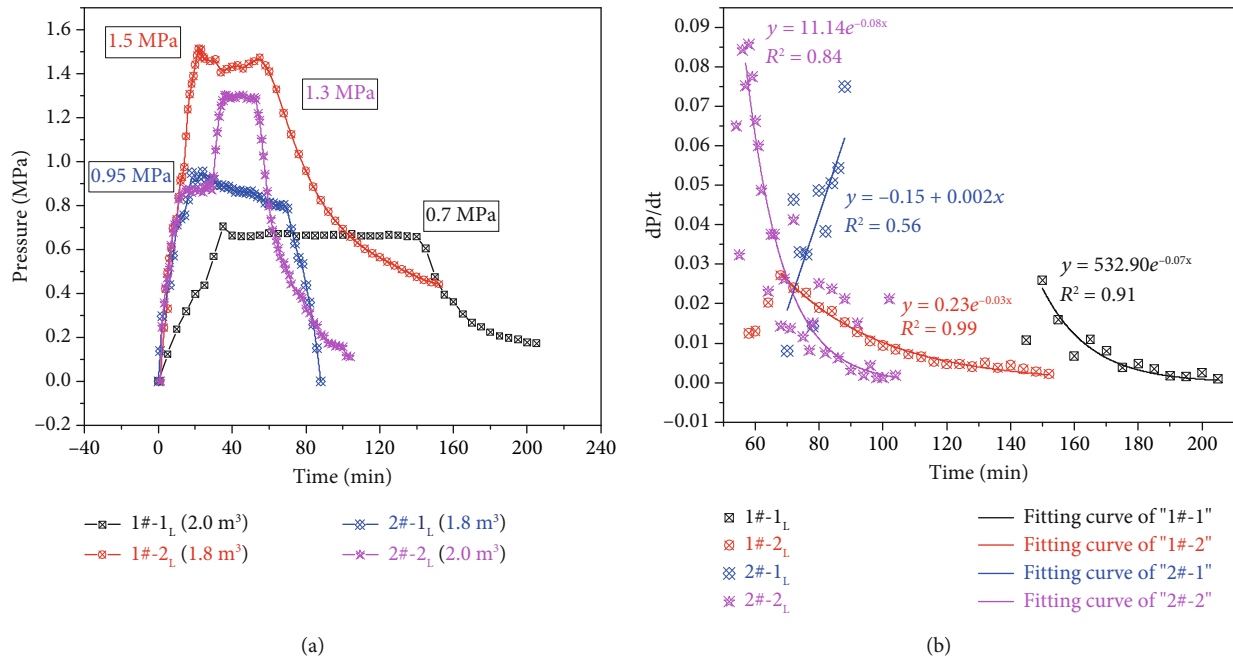 1.6
1.4
1.2
1.0
0.8
0.6
0.4
0.2
0.0
−0.2
Pressure (MPa)
1.5 MPa
1.3 MPa
0.95 MPa
0.7 MPa
−40 0 40 80 120 160 200 240
Time (min)
1#-1L (2.0 m³)
1#-2L (1.8 m³)
2#-1L (1.8 m³)
2#-2L (2.0 m³)
(a)
0.09
0.08
0.07
0.06
0.05
0.04
0.03
0.02
0.01
0.00
−0.01
dP/dt
y = 11.14e^−0.08x
R² = 0.84
y = −0.15 + 0.002x
R² = 0.56
y = 532.90e^−0.07x
R² = 0.91
y = 0.23e^−0.03x
R² = 0.99
60 80 100 120 140 160 180 200
Time (min)
1#-1L
1#-2L
2#-1L
2#-2L
Fitting curve of "1#-1"
Fitting curve of "1#-2"
Fitting curve of "2#-1"
Fitting curve of "2#-2"
(b)